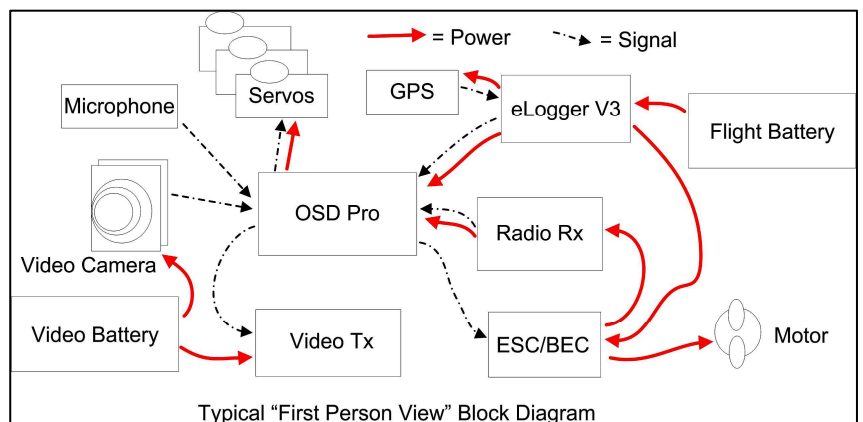 = Power
= Signal
Servos
GPS
eLogger V3
Microphone
Flight Battery
OSD Pro
Radio Rx
Video Camera
Video Battery
Video Tx
ESC/BEC
Motor
Typical “First Person View” Block Diagram